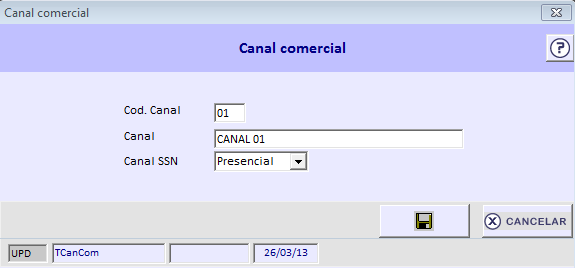 Canal comercial
Canal comercial
?
Cod. Canal 01
Canal CANAL 01
Canal SSN Presencial
CANCELAR
UPD TCanCom 26/03/13